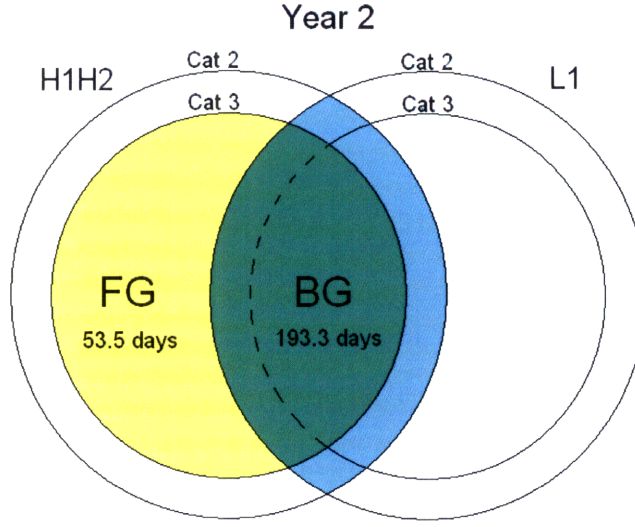 Year 2
H1H2
L1
Cat 2
Cat 2
Cat 3
Cat 3
FG
BG
53.5 days
193.3 days